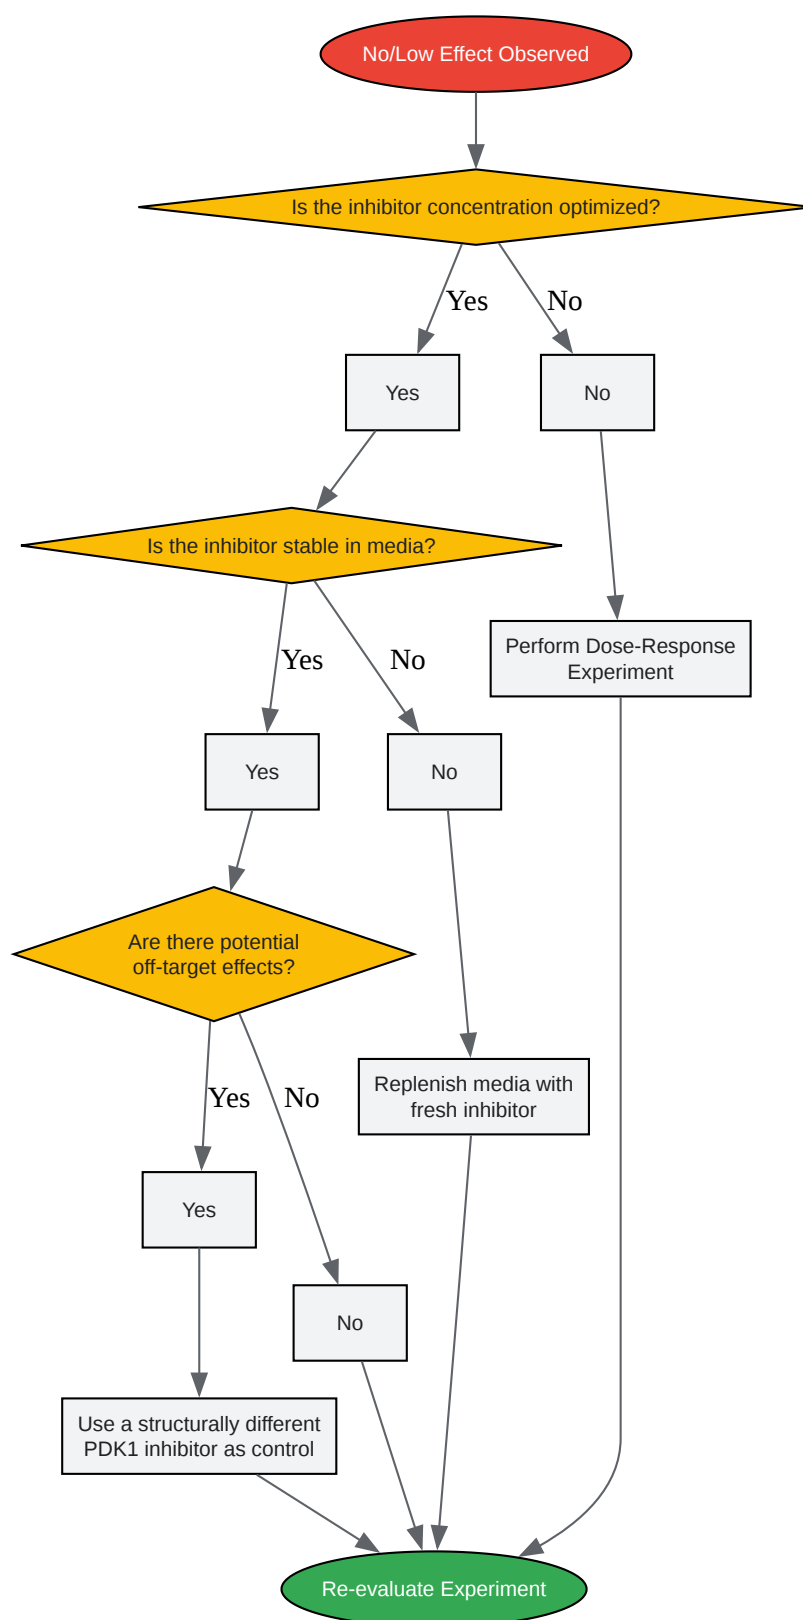 No/Low Effect Observed
Is the inhibitor concentration optimized?
Yes
No
Yes
No
Is the inhibitor stable in media?
Perform Dose-Response
Experiment
Yes
No
Yes
No
Are there potential
off-target effects?
Replenish media with
fresh inhibitor
Yes
No
Yes
No
Use a structurally different
PDK1 inhibitor as control
Re-evaluate Experiment